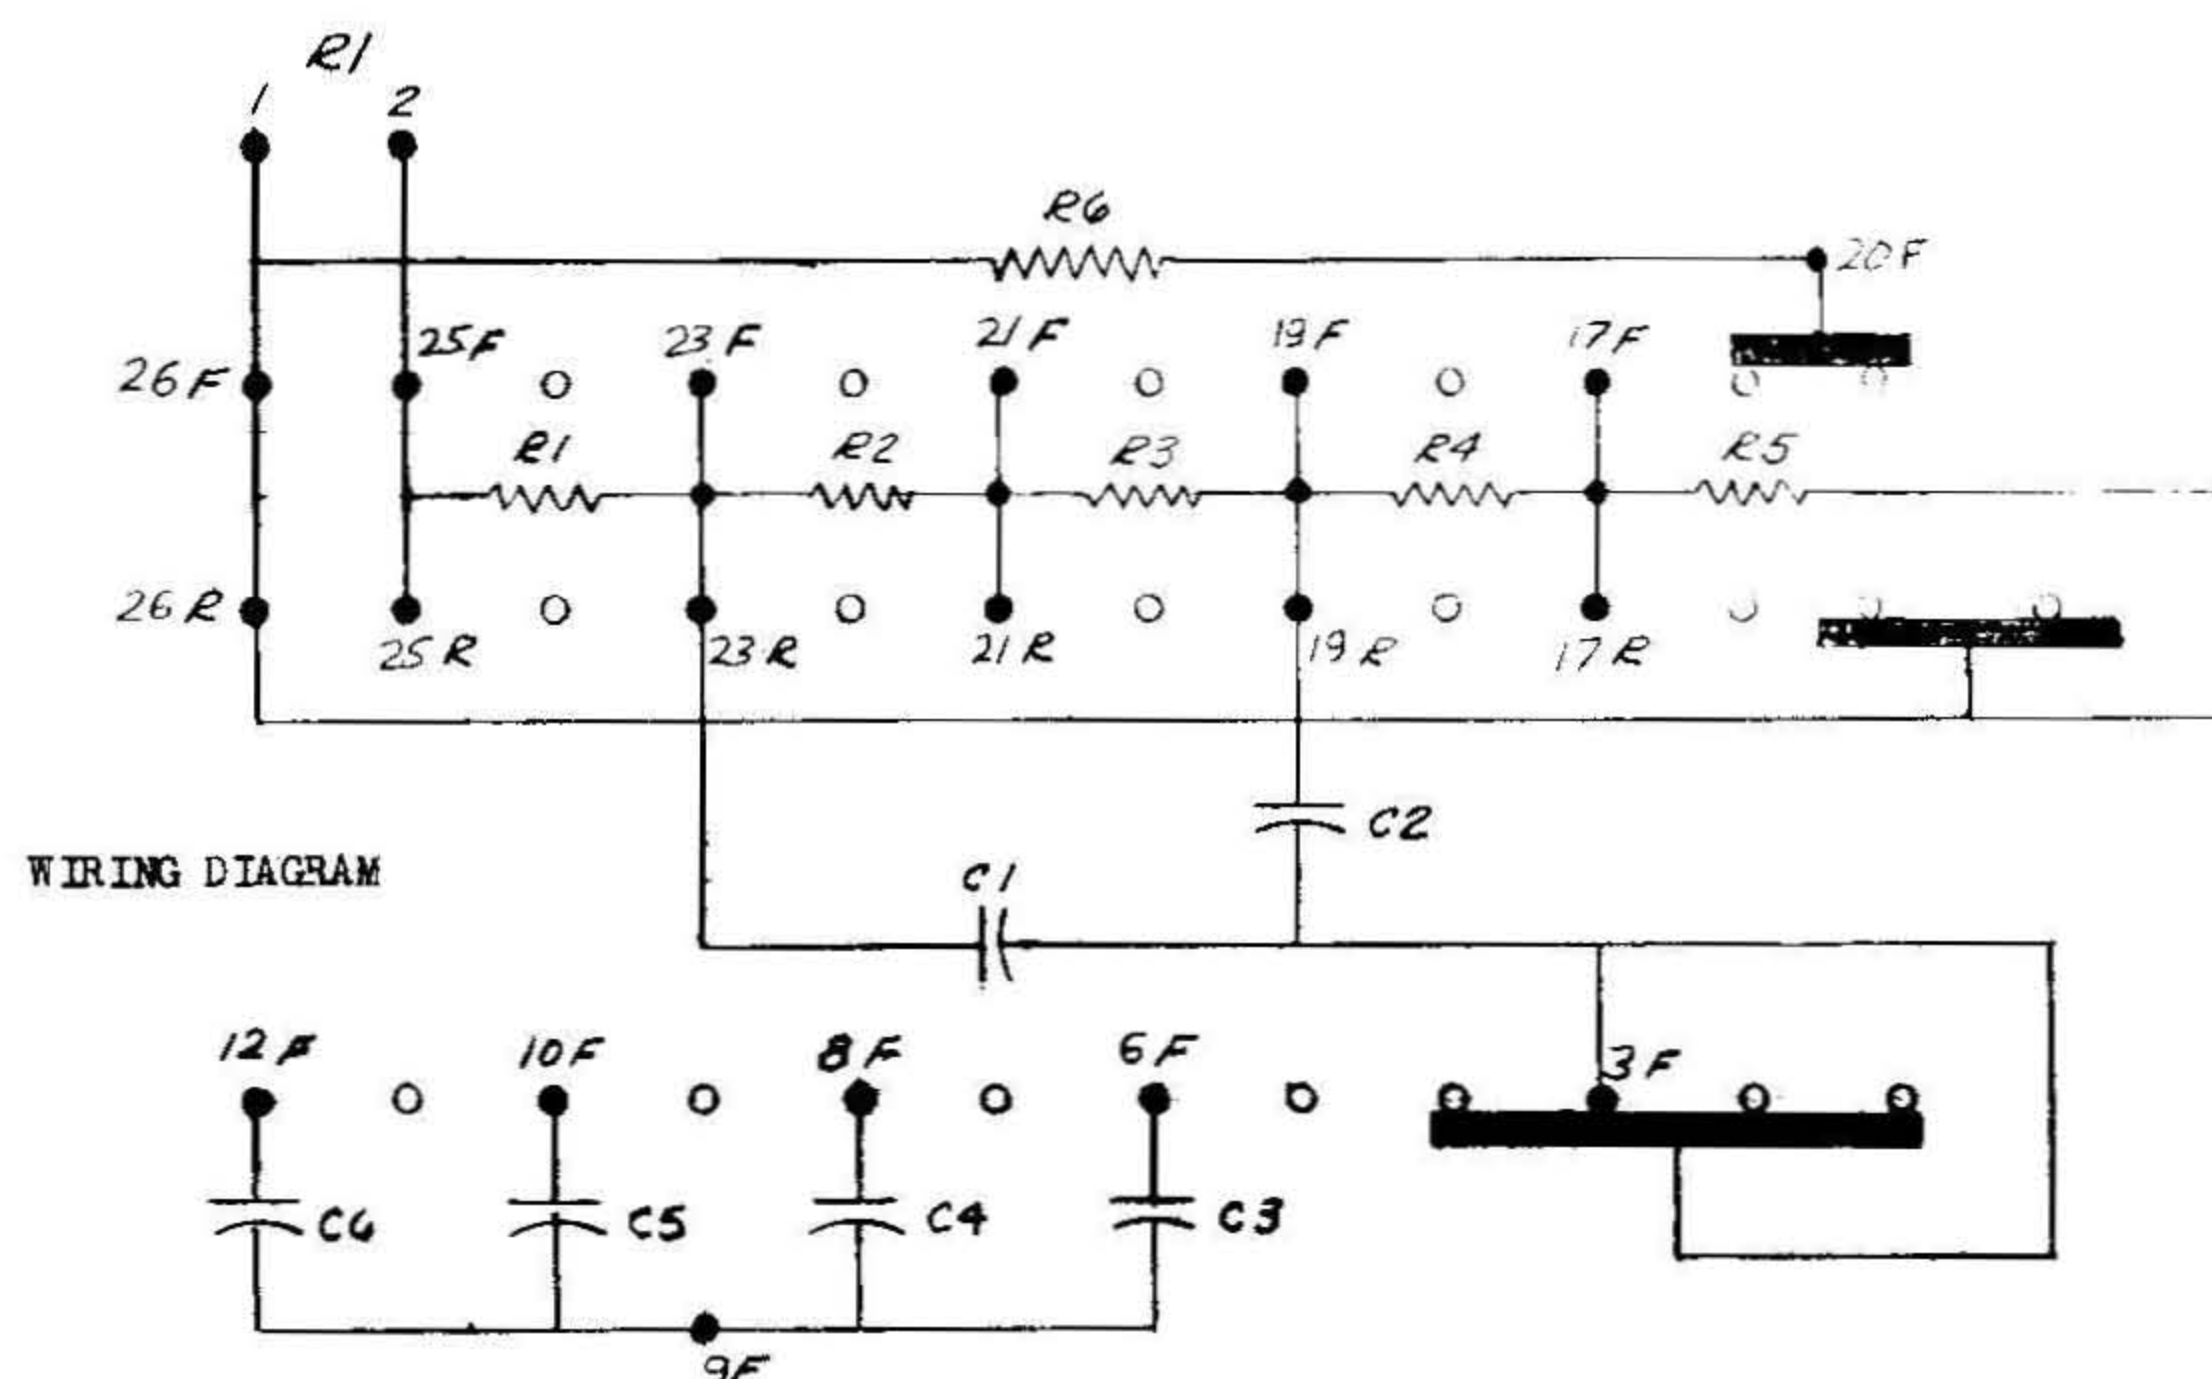 R1
1 2
R6
20F
25F 23F 21F 19F 17F
26F
R1 R2 R3 R4 R5
26R
25R 23R 21R 19R 17R
C2
WIRING DIAGRAM
C1
12F 10F 8F 6F 3F
C6 C5 C4 C3
9F